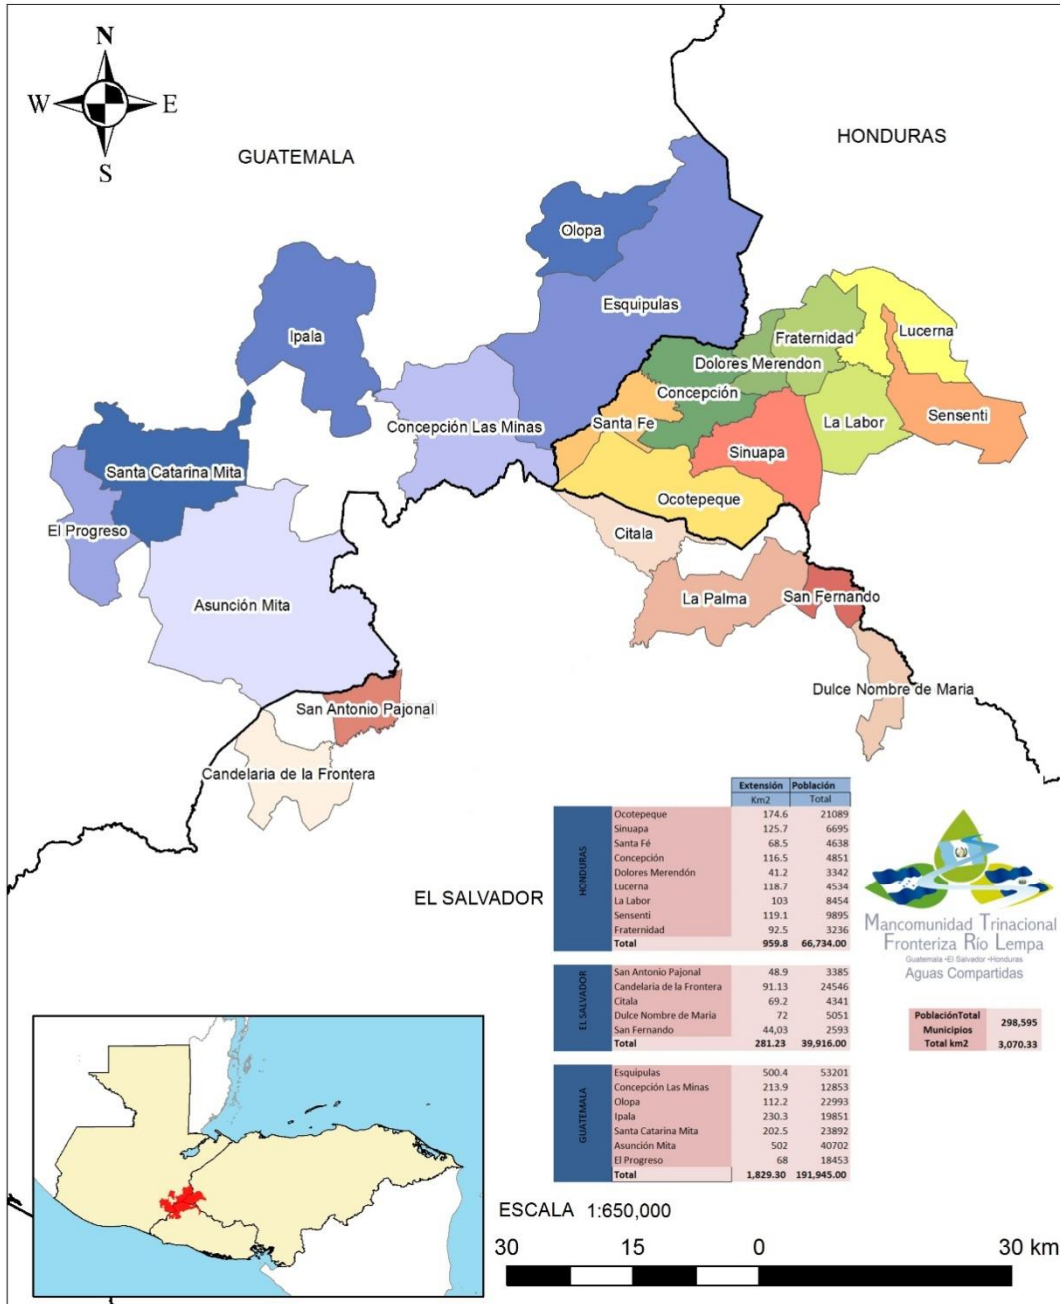 N
W E
S
GUATEMALA
HONDURAS
Olopa
Esquipulas
Ipala
Fraternidad
Lucerna
Dolores Merendon
Concepción
Concepción Las Minas
Santa Fe
La Labor
Sensenti
Sinuapa
Santa Catarina Mita
Ocotepeque
El Progreso
Citala
Asunción Mita
La Palma
San Fernando
Dulce Nombre de Maria
San Antonio Pajonal
Candelaria de la Frontera
EL SALVADOR
Extensión Población
Km2 Total
HONDURAS
Ocotepeque 174.6 21089
Sinuapa 125.7 6695
Santa Fé 68.5 4638
Concepción 116.5 4851
Dolores Merendón 41.2 3342
Lucerna 118.7 4534
La Labor 103 8454
Sensenti 119.1 9895
Fraternidad 92.5 3236
Total 959.8 66,734.00
EL SALVADOR
San Antonio Pajonal 48.9 3385
Candelaria de la Frontera 91.13 24546
Citala 69.2 4341
Dulce Nombre de Maria 72 5051
San Fernando 44,03 2593
Total 281.23 39,916.00
GUATEMALA
Esquipulas 500.4 53201
Concepción Las Minas 213.9 12853
Olopa 112.2 22993
Ipala 230.3 19851
Santa Catarina Mita 202.5 23892
Asunción Mita 502 40702
El Progreso 68 18453
Total 1,829.30 191,945.00
Mancomunidad Trinacional
Fronteriza Río Lempa
Guatemala •El Salvador •Honduras
Aguas Compartidas
PoblaciónTotal
Municipios 298,595
Total km2 3,070.33
ESCALA 1:650,000
30 15 0 30 km